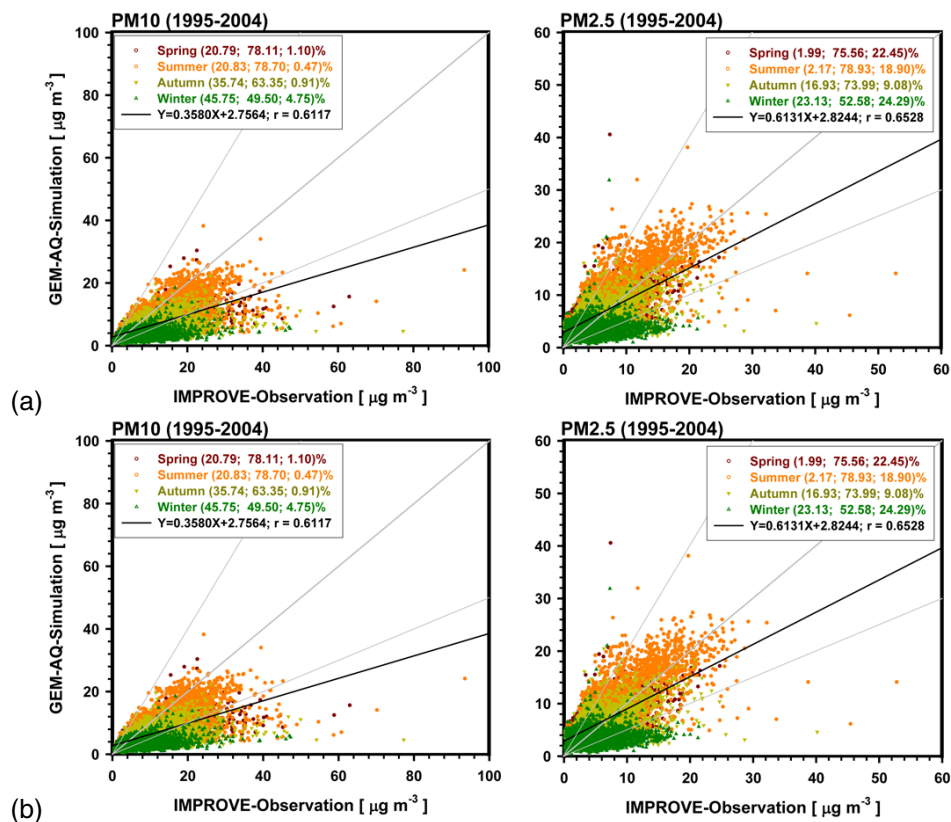 PM10 (1995-2004)
100
80
60
40
20
0
0 20 40 60 80 100
GEM-AQ-Simulation [ μg m-3 ]
Spring (20.79; 78.11; 1.10)%
Summer (20.83; 78.70; 0.47)%
Autumn (35.74; 63.35; 0.91)%
Winter (45.75; 49.50; 4.75)%
Y=0.3580X+2.7564; r = 0.6117
IMPROVE-Observation [ μg m-3 ]
PM2.5 (1995-2004)
60
50
40
30
20
10
0
0 10 20 30 40 50 60
Spring (1.99; 75.56; 22.45)%
Summer (2.17; 78.93; 18.90)%
Autumn (16.93; 73.99; 9.08)%
Winter (23.13; 52.58; 24.29)%
Y=0.6131X+2.8244; r = 0.6528
IMPROVE-Observation [ μg m-3 ]
(a)
PM10 (1995-2004)
100
80
60
40
20
0
0 20 40 60 80 100
GEM-AQ-Simulation [ μg m-3 ]
Spring (20.79; 78.11; 1.10)%
Summer (20.83; 78.70; 0.47)%
Autumn (35.74; 63.35; 0.91)%
Winter (45.75; 49.50; 4.75)%
Y=0.3580X+2.7564; r = 0.6117
IMPROVE-Observation [ μg m-3 ]
PM2.5 (1995-2004)
60
50
40
30
20
10
0
0 10 20 30 40 50 60
Spring (1.99; 75.56; 22.45)%
Summer (2.17; 78.93; 18.90)%
Autumn (16.93; 73.99; 9.08)%
Winter (23.13; 52.58; 24.29)%
Y=0.6131X+2.8244; r = 0.6528
IMPROVE-Observation [ μg m-3 ]
(b)